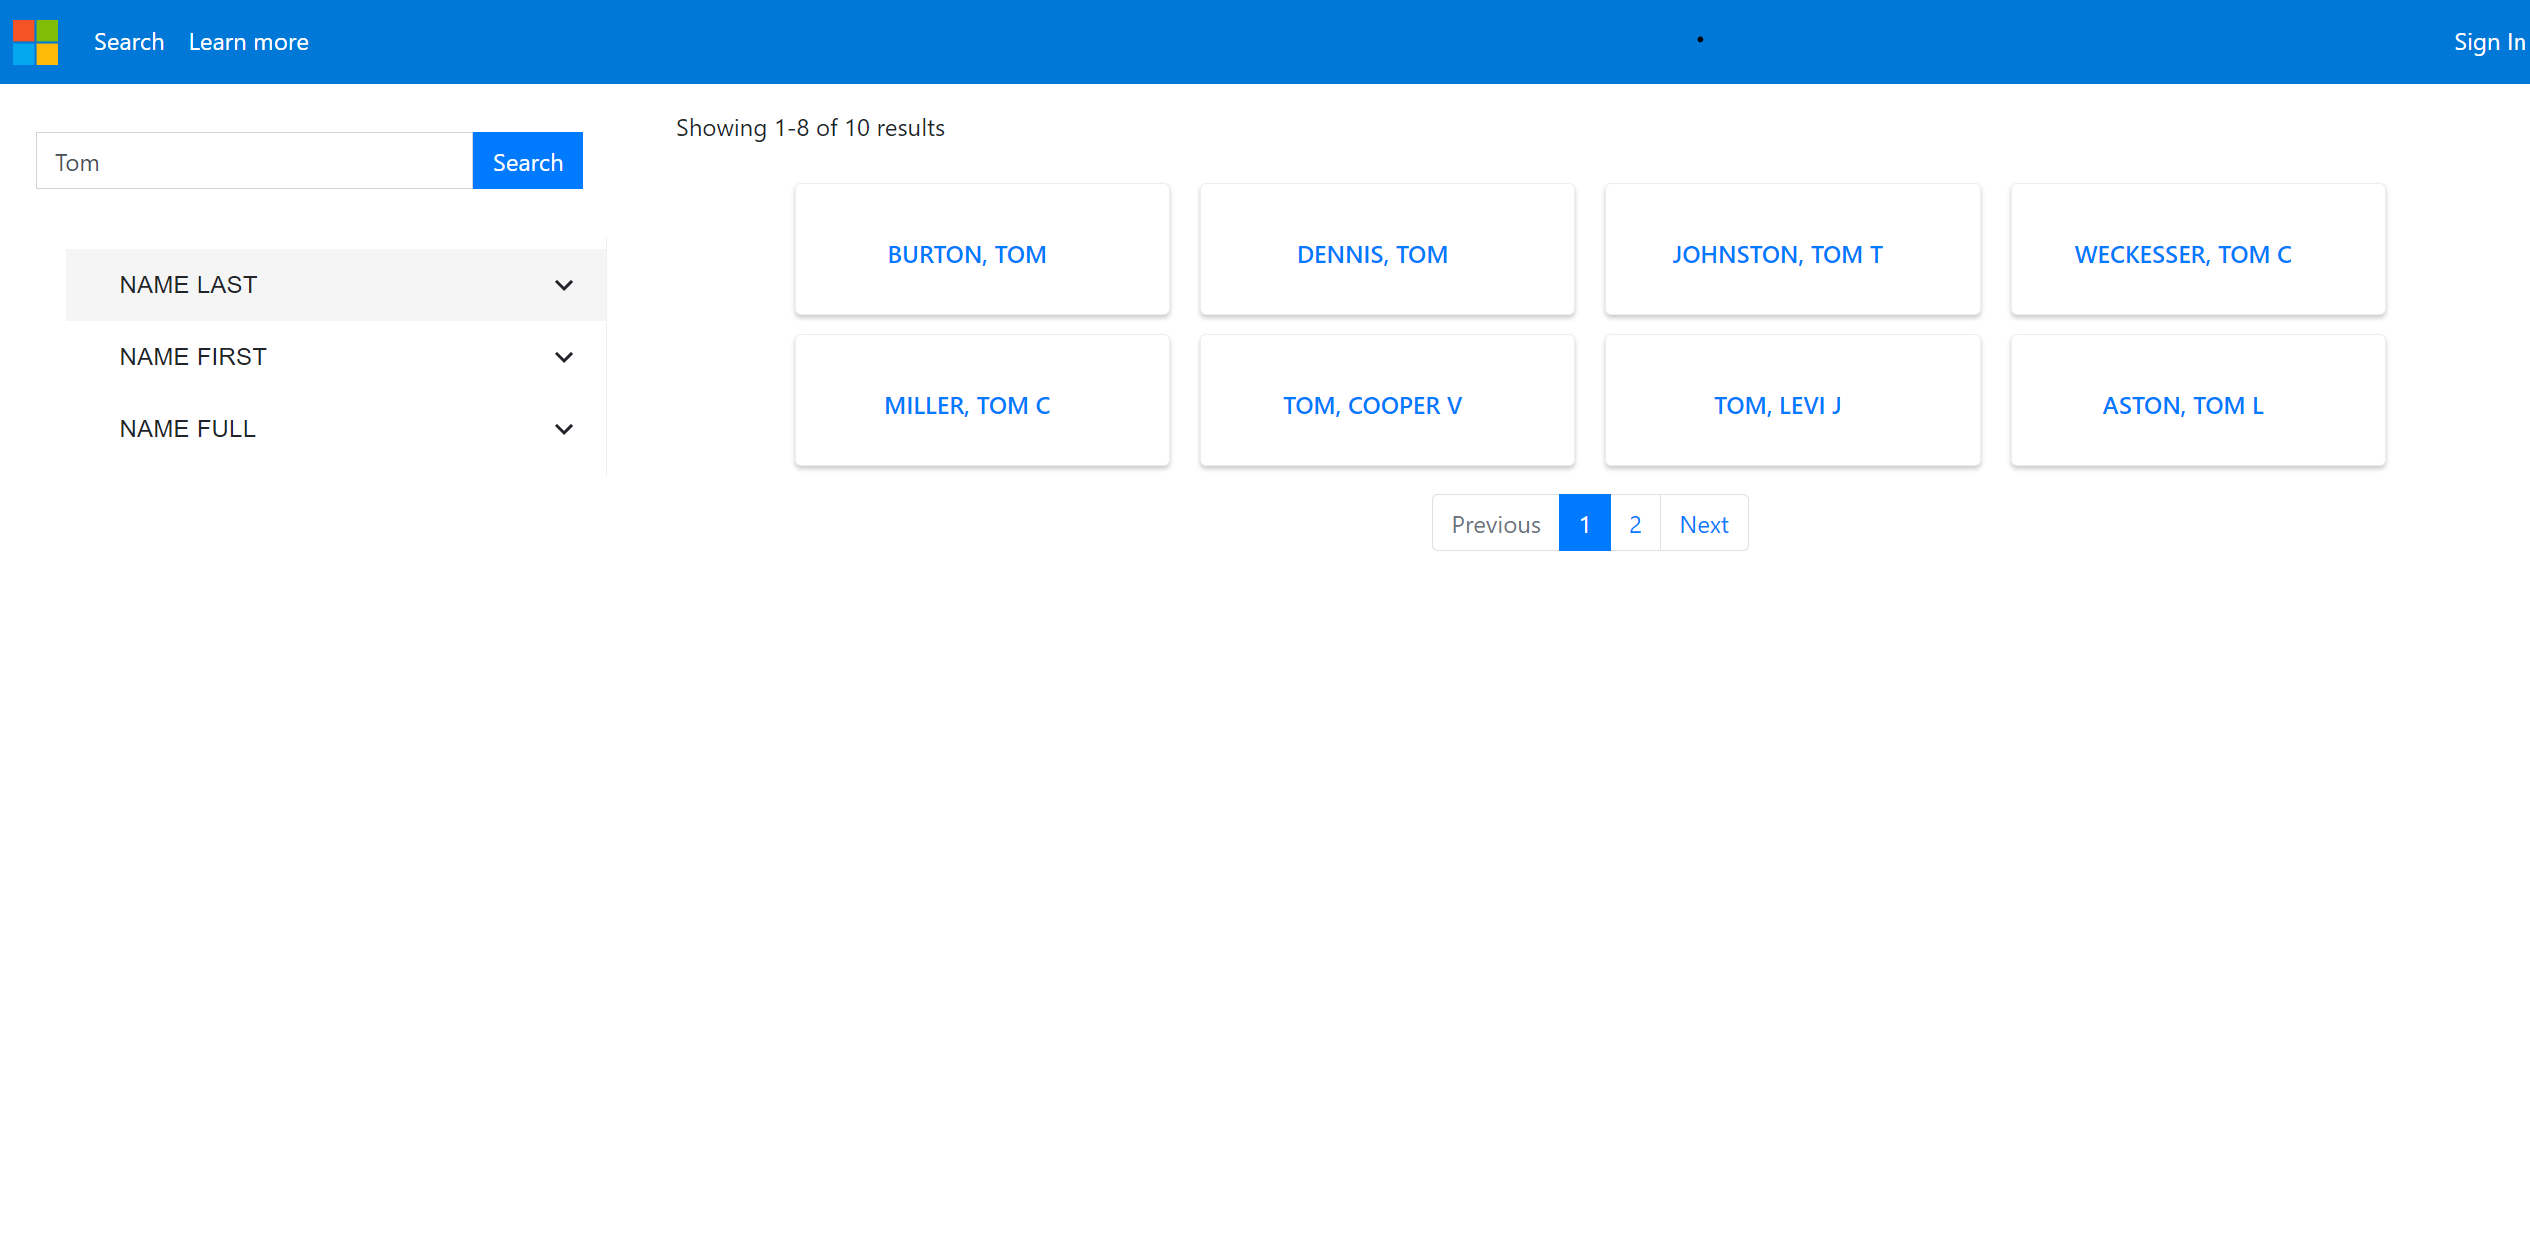 Search Learn more Sign In
Tom Search
NAME LAST
NAME FIRST
NAME FULL
Showing 1-8 of 10 results
BURTON, TOM DENNIS, TOM JOHNSTON, TOM T WECKESSER, TOM C
MILLER, TOM C TOM, COOPER V TOM, LEVI J ASTON, TOM L
Previous 1 2 Next